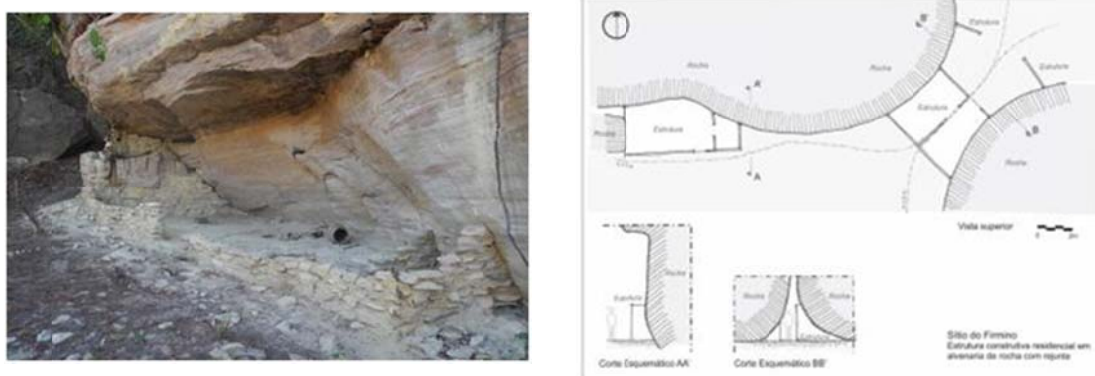 B'
Estrutura
Rocha
Rocha
Estrutura
A'
Estrutura
Estrutura
Rocha
B
Rocha
A
Vista superior
Rocha
Estrutura
Rocha
Rocha
Estrutura
Sítio do Firmino
Estrutura construtiva residencial em
alvenaria de rocha com rejunte
Corte Esquemático AA'
Corte Esquemático BB'